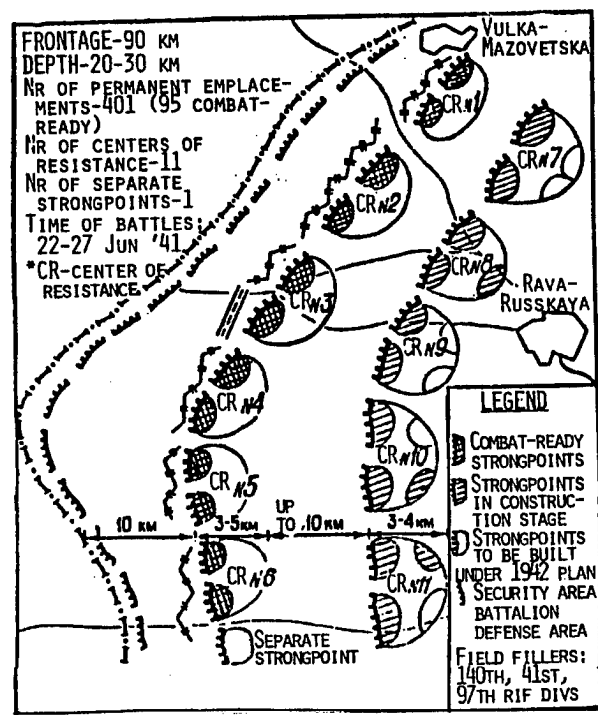 FRONTAGE-90 KM
DEPTH-20-30 KM
NR OF PERMANENT EMPLACE-
MENTS-401 (95 COMBAT-
READY)
NR OF CENTERS OF
RESISTANCE-11
NR OF SEPARATE
STRONGPOINTS-1
TIME OF BATTLES:
22-27 JUN '41
*CR-CENTER OF
RESISTANCE
VULKA-
MAZOVETSKA
CR N1
CR N7
CR N2
CR N8
RAVA-
RUSSKAYA
CR N3
CR N9
CR N4
CR N10
CR N5
10 KM
3-5 KM
UP
TO 10 KM
3-4 KM
CR N6
CR N11
SEPARATE
STRONGPOINT
LEGEND
COMBAT-READY
STRONGPOINTS
STRONGPOINTS
IN CONSTRUC-
TION STAGE
STRONGPOINTS
TO BE BUILT
UNDER 1942 PLAN
SECURITY AREA
BATTALION
DEFENSE AREA
FIELD FILLERS:
140TH, 41ST,
97TH RIF DIVS